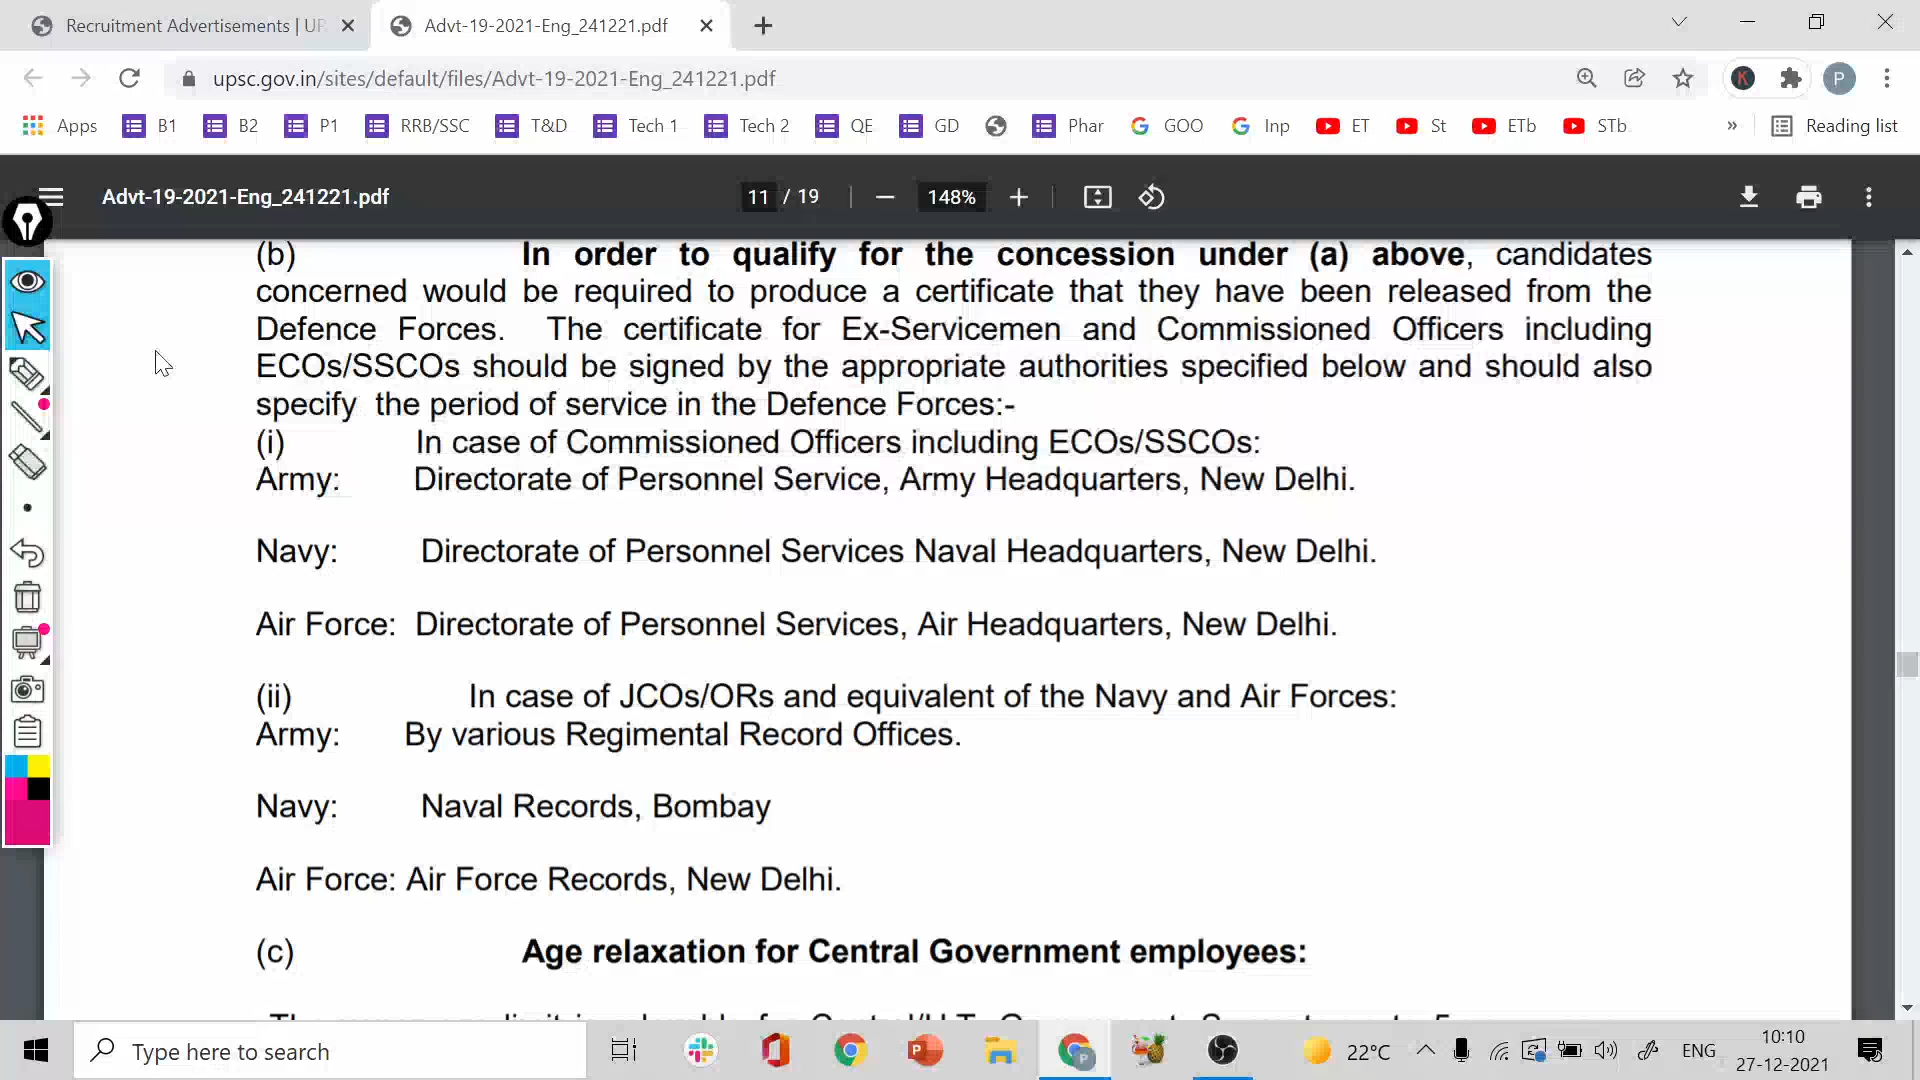 Recruitment Advertisements | UP
Advt-19-2021-Eng_241221.pdf
upsc.gov.in/sites/default/files/Advt-19-2021-Eng_241221.pdf
K
P
Apps B1 B2 P1 RRB/SSC T&D Tech 1 Tech 2 QE GD Phar GOO Inp ET St ETb STb » Reading list
Advt-19-2021-Eng_241221.pdf 11 / 19 148%
(b) In order to qualify for the concession under (a) above, candidates
concerned would be required to produce a certificate that they have been released from the
Defence Forces. The certificate for Ex-Servicemen and Commissioned Officers including
ECOs/SSCOs should be signed by the appropriate authorities specified below and should also
specify the period of service in the Defence Forces:-
(i) In case of Commissioned Officers including ECOs/SSCOs:
Army: Directorate of Personnel Service, Army Headquarters, New Delhi.
Navy: Directorate of Personnel Services Naval Headquarters, New Delhi.
Air Force: Directorate of Personnel Services, Air Headquarters, New Delhi.
(ii) In case of JCOs/ORs and equivalent of the Navy and Air Forces:
Army: By various Regimental Record Offices.
Navy: Naval Records, Bombay
Air Force: Air Force Records, New Delhi.
(c) Age relaxation for Central Government employees:
Type here to search
22°C
ENG
10:10
27-12-2021